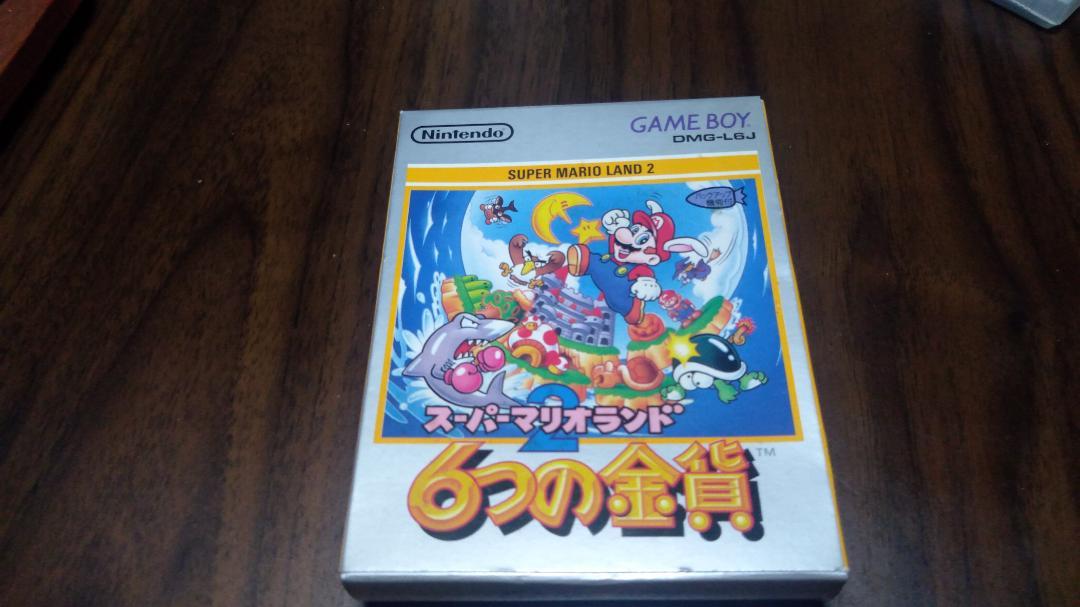 Nintendo
GAME BOY
DMG-L6J
SUPER MARIO LAND 2
バックアップ
機能付
スーパーマリオランド
2
6つの金貨
TM